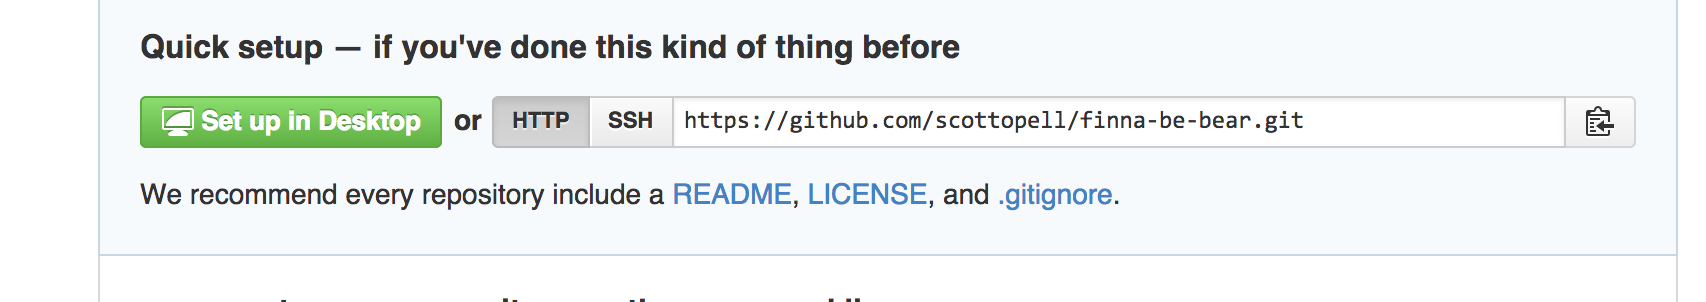 Quick setup — if you've done this kind of thing before
Set up in Desktop or HTTP SSH https://github.com/scottopell/finna-be-bear.git
We recommend every repository include a README, LICENSE, and .gitignore.